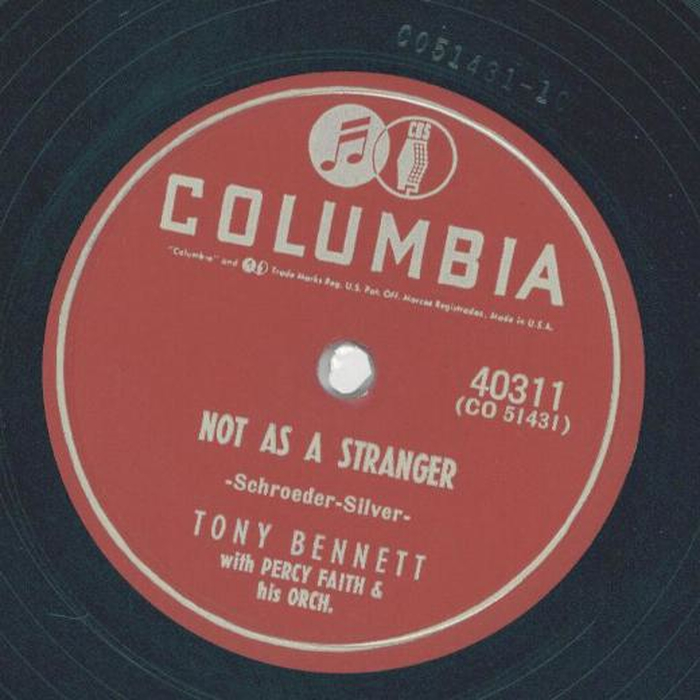 CO51431-1C
CBS
COLUMBIA
"Columbia" and Trade Marks Reg. U.S. Pat. Off. Marcas Registradas. Made in U.S.A.
40311
(CO 51431)
NOT AS A STRANGER
-Schroeder-Silver-
TONY BENNETT
with PERCY FAITH &
his ORCH.